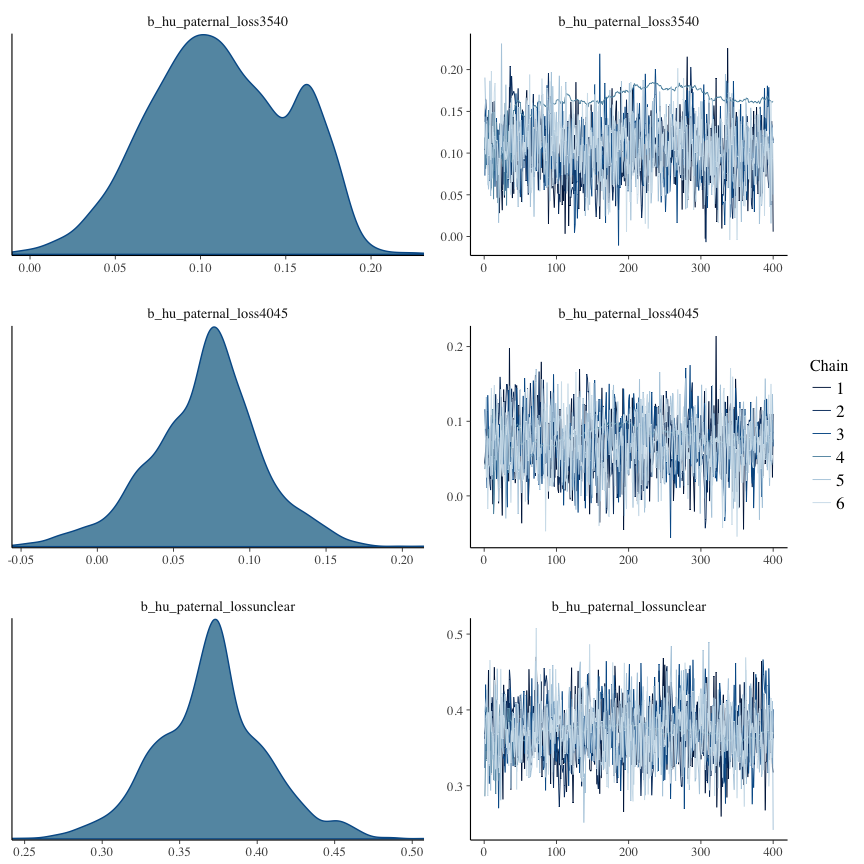 b_hu_paternal_loss3540
0.00 0.05 0.10 0.15 0.20
b_hu_paternal_loss3540
0.20
0.15
0.10
0.05
0.00
0 100 200 300 400
b_hu_paternal_loss4045
-0.05 0.00 0.05 0.10 0.15 0.20
b_hu_paternal_loss4045
0.2
0.1
0.0
0 100 200 300 400
b_hu_paternal_lossunclear
0.25 0.30 0.35 0.40 0.45 0.50
b_hu_paternal_lossunclear
0.5
0.4
0.3
0 100 200 300 400
Chain
1
2
3
4
5
6